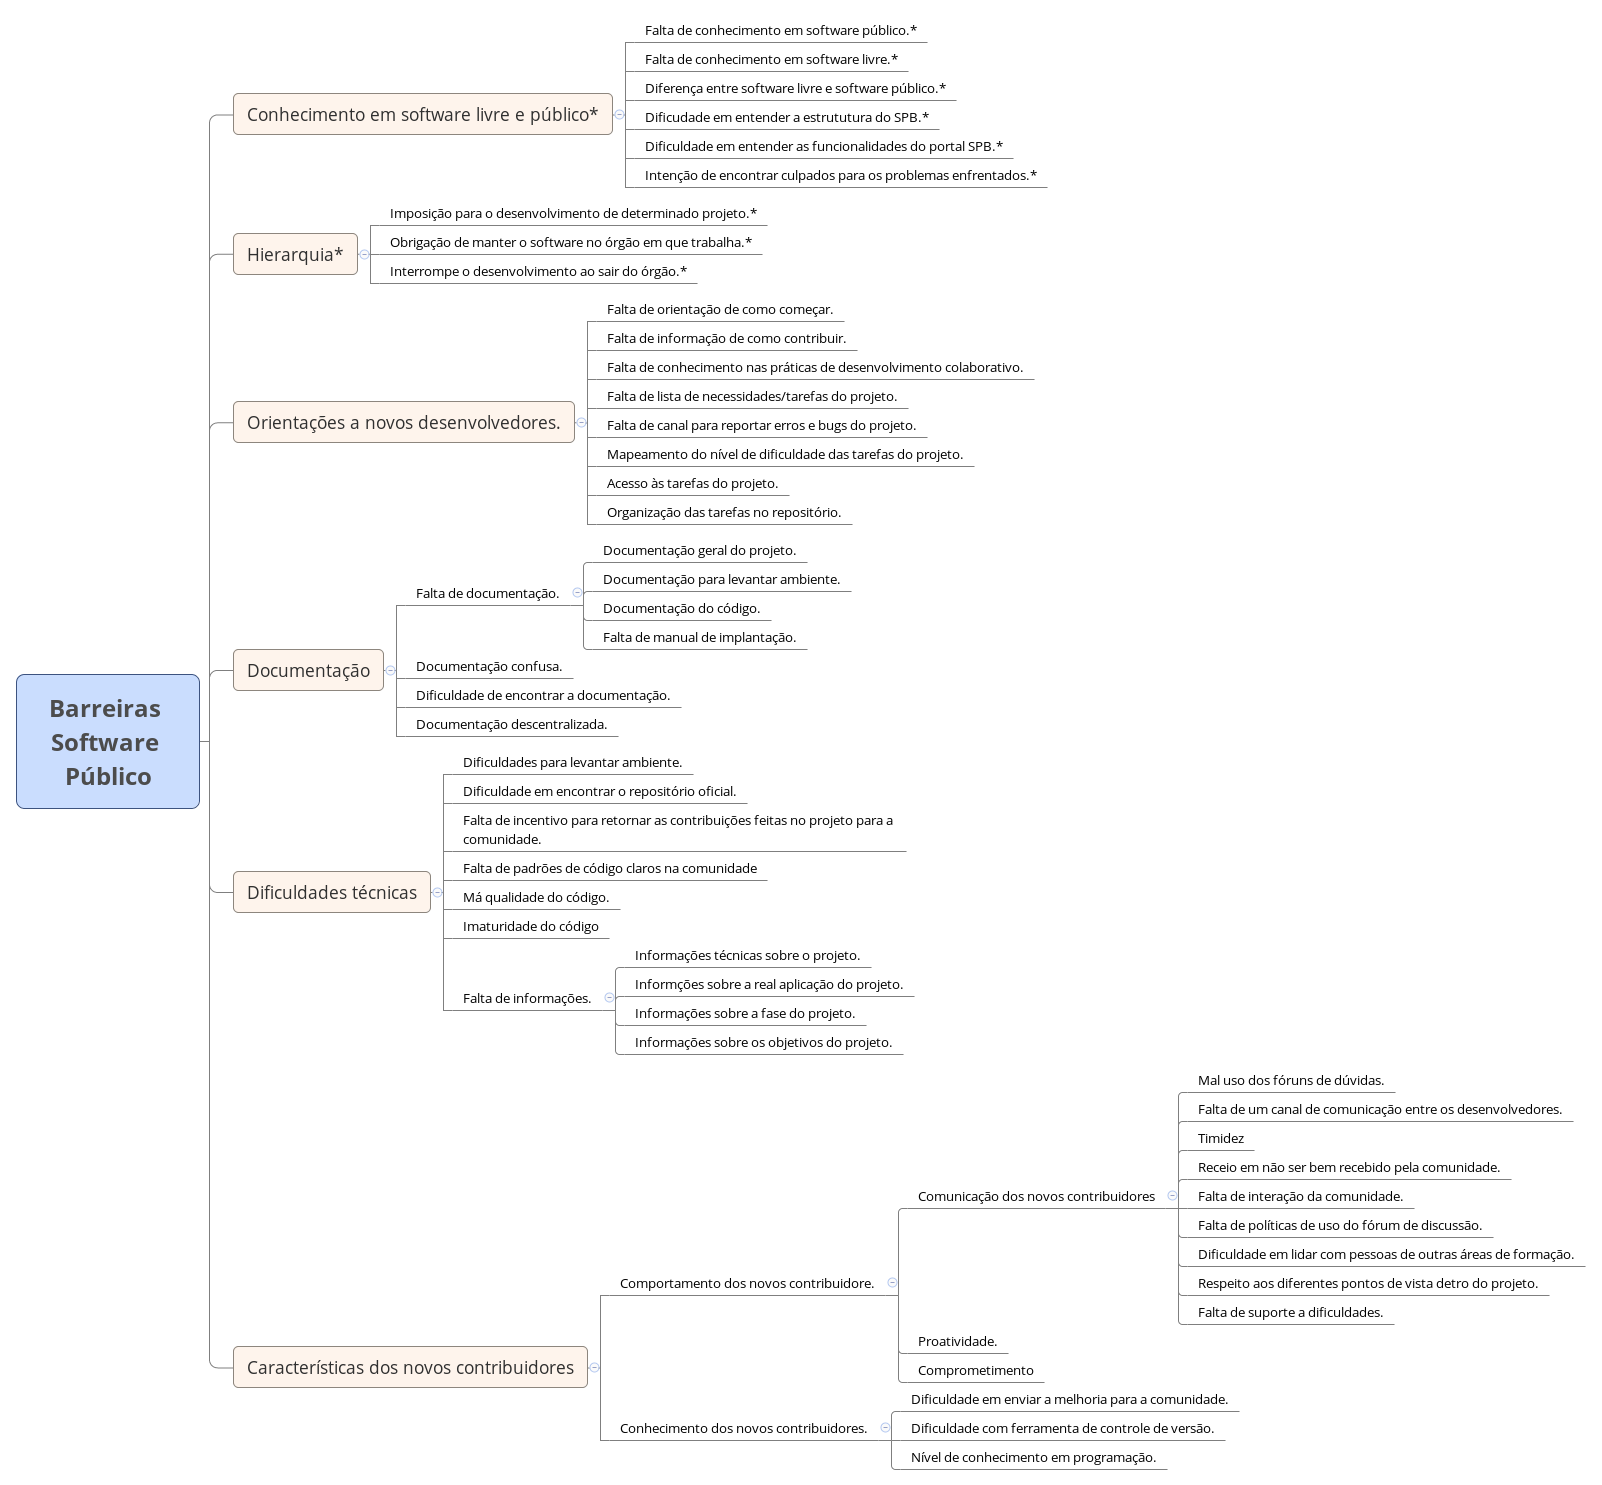 Barreiras
Software
Público
Conhecimento em software livre e público*
Falta de conhecimento em software público.*
Falta de conhecimento em software livre.*
Diferença entre software livre e software público.*
Dificudade em entender a estrututura do SPB.*
Dificuldade em entender as funcionalidades do portal SPB.*
Intenção de encontrar culpados para os problemas enfrentados.*
Hierarquia*
Imposição para o desenvolvimento de determinado projeto.*
Obrigação de manter o software no órgão em que trabalha.*
Interrompe o desenvolvimento ao sair do órgão.*
Orientações a novos desenvolvedores.
Falta de orientação de como começar.
Falta de informação de como contribuir.
Falta de conhecimento nas práticas de desenvolvimento colaborativo.
Falta de lista de necessidades/tarefas do projeto.
Falta de canal para reportar erros e bugs do projeto.
Mapeamento do nível de dificuldade das tarefas do projeto.
Acesso às tarefas do projeto.
Organização das tarefas no repositório.
Documentação
Falta de documentação.
Documentação geral do projeto.
Documentação para levantar ambiente.
Documentação do código.
Falta de manual de implantação.
Documentação confusa.
Dificuldade de encontrar a documentação.
Documentação descentralizada.
Dificuldades técnicas
Dificuldades para levantar ambiente.
Dificuldade em encontrar o repositório oficial.
Falta de incentivo para retornar as contribuições feitas no projeto para a
comunidade.
Falta de padrões de código claros na comunidade
Má qualidade do código.
Imaturidade do código
Falta de informações.
Informações técnicas sobre o projeto.
Informções sobre a real aplicação do projeto.
Informações sobre a fase do projeto.
Informações sobre os objetivos do projeto.
Características dos novos contribuidores
Comportamento dos novos contribuidore.
Comunicação dos novos contribuidores
Mal uso dos fóruns de dúvidas.
Falta de um canal de comunicação entre os desenvolvedores.
Timidez
Receio em não ser bem recebido pela comunidade.
Falta de interação da comunidade.
Falta de políticas de uso do fórum de discussão.
Dificuldade em lidar com pessoas de outras áreas de formação.
Respeito aos diferentes pontos de vista detro do projeto.
Falta de suporte a dificuldades.
Proatividade.
Comprometimento
Conhecimento dos novos contribuidores.
Dificuldade em enviar a melhoria para a comunidade.
Dificuldade com ferramenta de controle de versão.
Nível de conhecimento em programação.